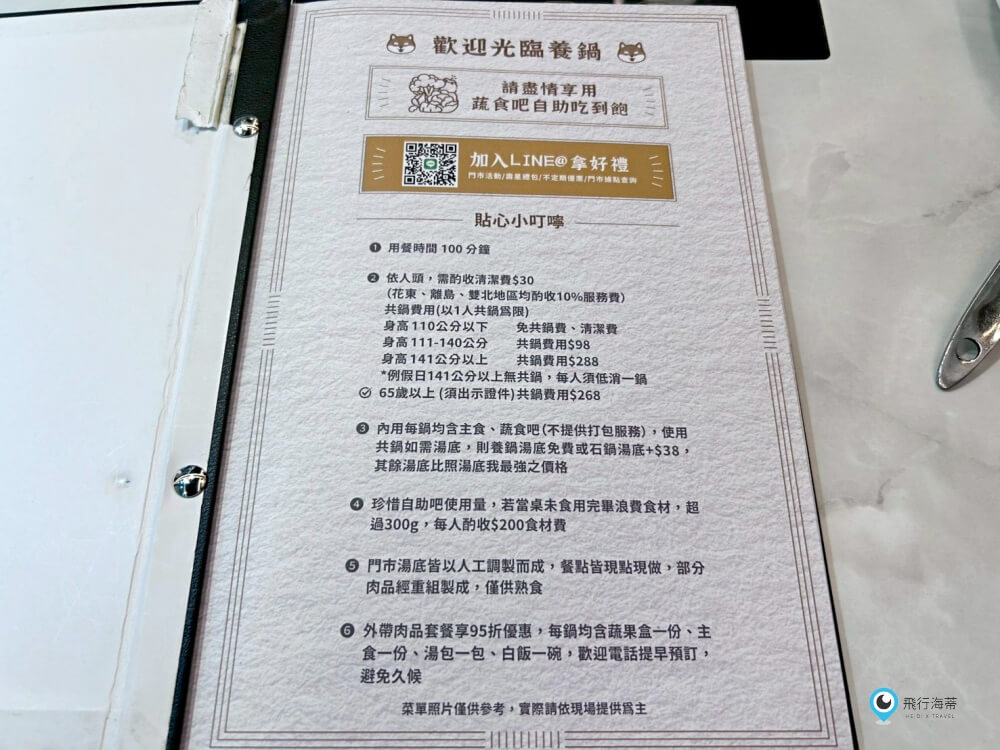 歡迎光臨養鍋
請盡情享用
蔬食吧自助吃到飽
加入LINE@拿好禮
門市活動/壽星禮包/不定期優惠/門市據點查詢
貼心小叮嚀
❶ 用餐時間 100 分鐘
❷ 依人頭，需酌收清潔費$30
（花東、離島、雙北地區均酌收10%服務費）
共鍋費用(以1人共鍋爲限)
身高 110公分以下 免共鍋費、清潔費
身高 111-140公分 共鍋費用$98
身高 141公分以上 共鍋費用$288
*例假日141公分以上無共鍋，每人須低消一鍋
65歲以上 (須出示證件) 共鍋費用$268
❸ 內用每鍋均含主食、蔬食吧（不提供打包服務），使用
共鍋如需湯底，則養鍋湯底免費或石鍋湯底+$38，
其餘湯底比照湯底我最強之價格
❹ 珍惜自助吧使用量，若當桌未食用完畢浪費食材，超
過300g，每人酌收$200食材費
❺ 門市湯底皆以人工調製而成，餐點皆現點現做，部分
肉品經重組製成，僅供熟食
❻ 外帶肉品套餐享95折優惠，每鍋均含蔬果盒一份、主
食一份、湯包一包、白飯一碗，歡迎電話提早預訂，
避免久候
菜單照片僅供參考，實際請依現場提供爲主
飛行海蒂
HEIDI X TRAVEL